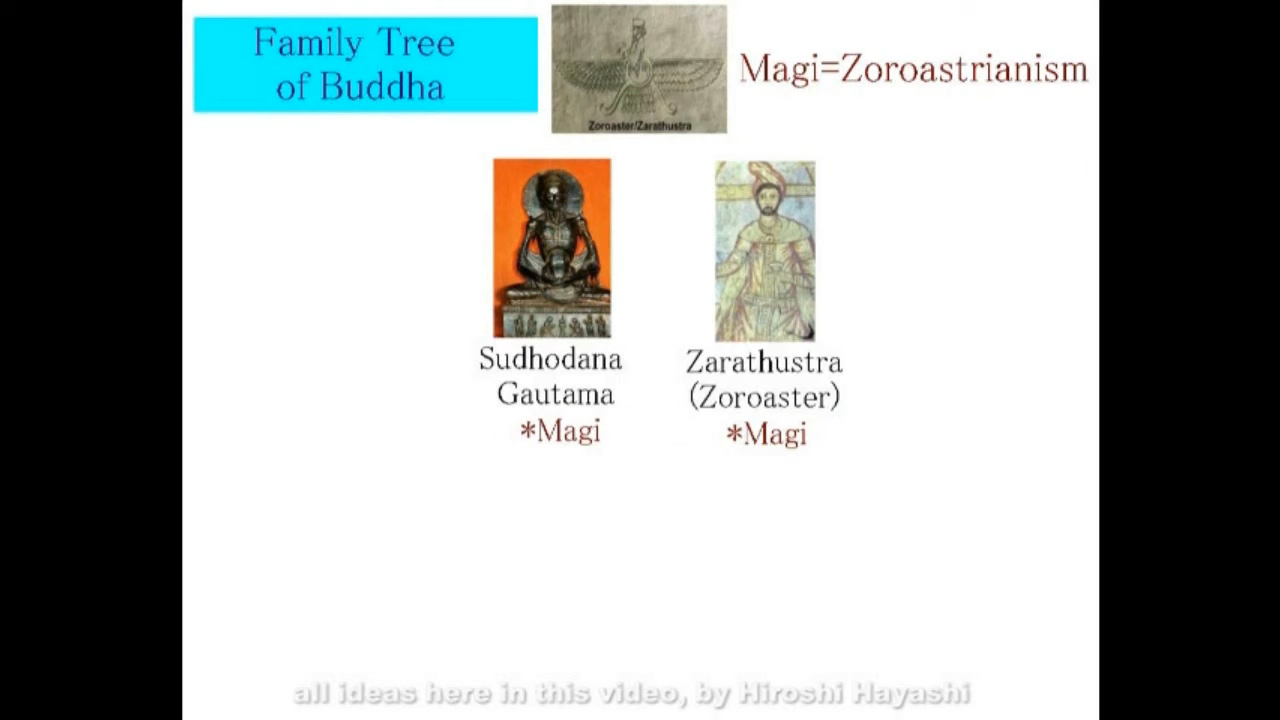 Family Tree
of Buddha
Zoroaster/Zarathustra
Magi=Zoroastrianism
Sudhodana
Gautama
*Magi
Zarathustra
(Zoroaster)
*Magi
all ideas here in this video, by Hiroshi Hayashi